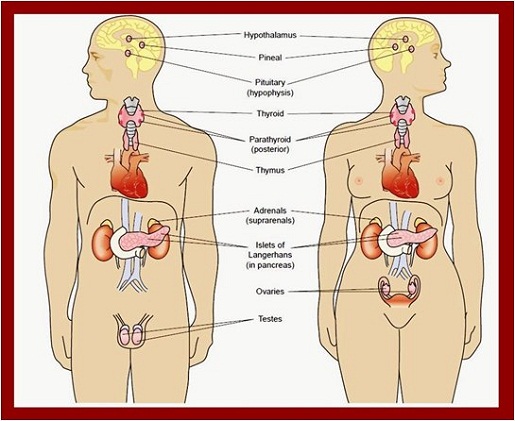 Hypothalamus
Pineal
Pituitary
(hypophysis)
Thyroid
Parathyroid
(posterior)
Thymus
Adrenals
(suprarenals)
Islets of
Langerhans
(in pancreas)
Ovaries
Testes